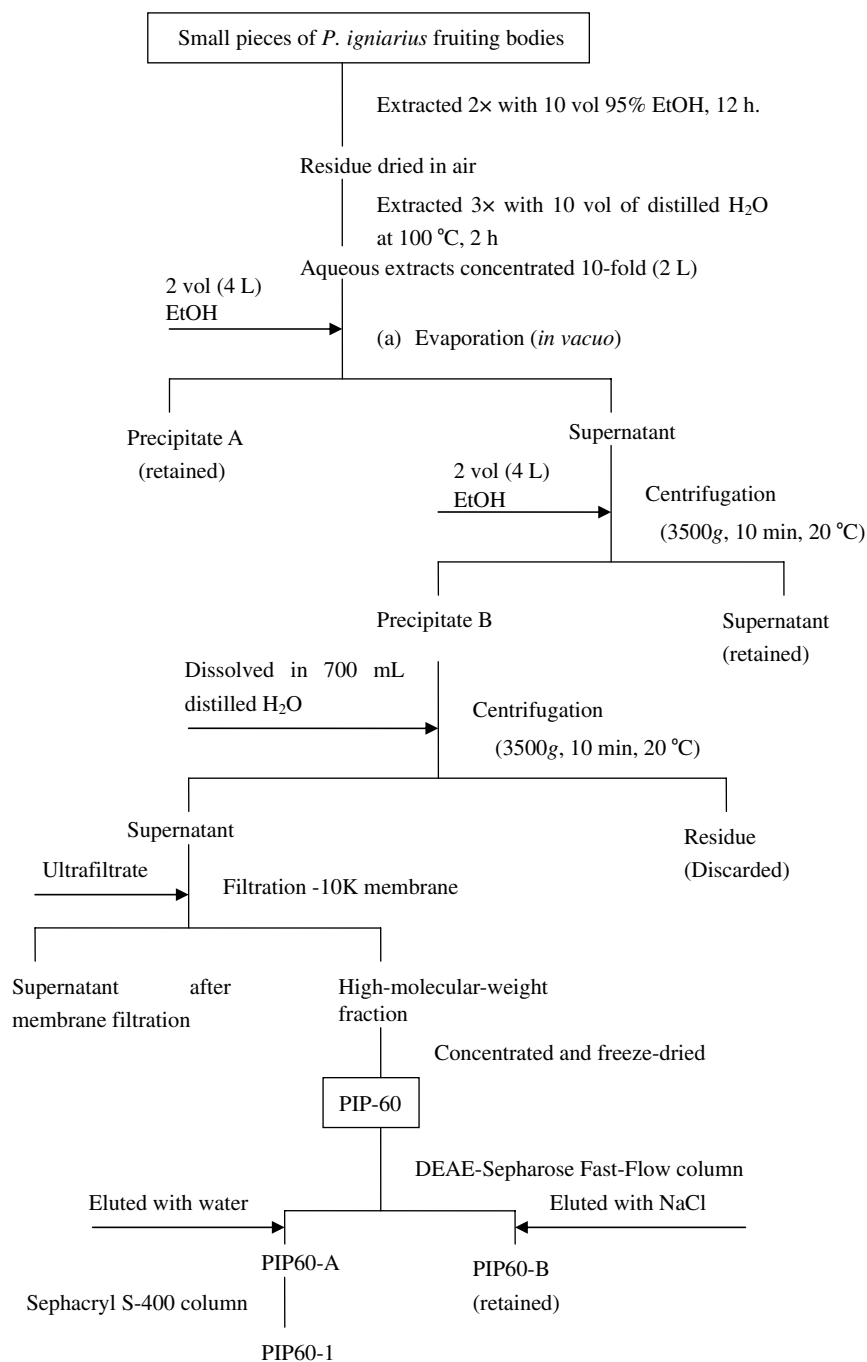 Small pieces of P. igniarius fruiting bodies
Extracted 2× with 10 vol 95% EtOH, 12 h.
Residue dried in air
Extracted 3× with 10 vol of distilled H₂O
at 100 °C, 2 h
Aqueous extracts concentrated 10-fold (2 L)
2 vol (4 L)
EtOH
(a) Evaporation (in vacuo)
Precipitate A
(retained)
Supernatant
2 vol (4 L)
EtOH
Centrifugation
(3500g, 10 min, 20 °C)
Precipitate B
Supernatant
(retained)
Dissolved in 700 mL
distilled H₂O
Centrifugation
(3500g, 10 min, 20 °C)
Supernatant
Residue
(Discarded)
Ultrafiltrate
Filtration -10K membrane
Supernatant after
membrane filtration
High-molecular-weight
fraction
Concentrated and freeze-dried
PIP-60
DEAE-Sepharose Fast-Flow column
Eluted with water
Eluted with NaCl
PIP60-A
PIP60-B
(retained)
Sephacryl S-400 column
PIP60-1